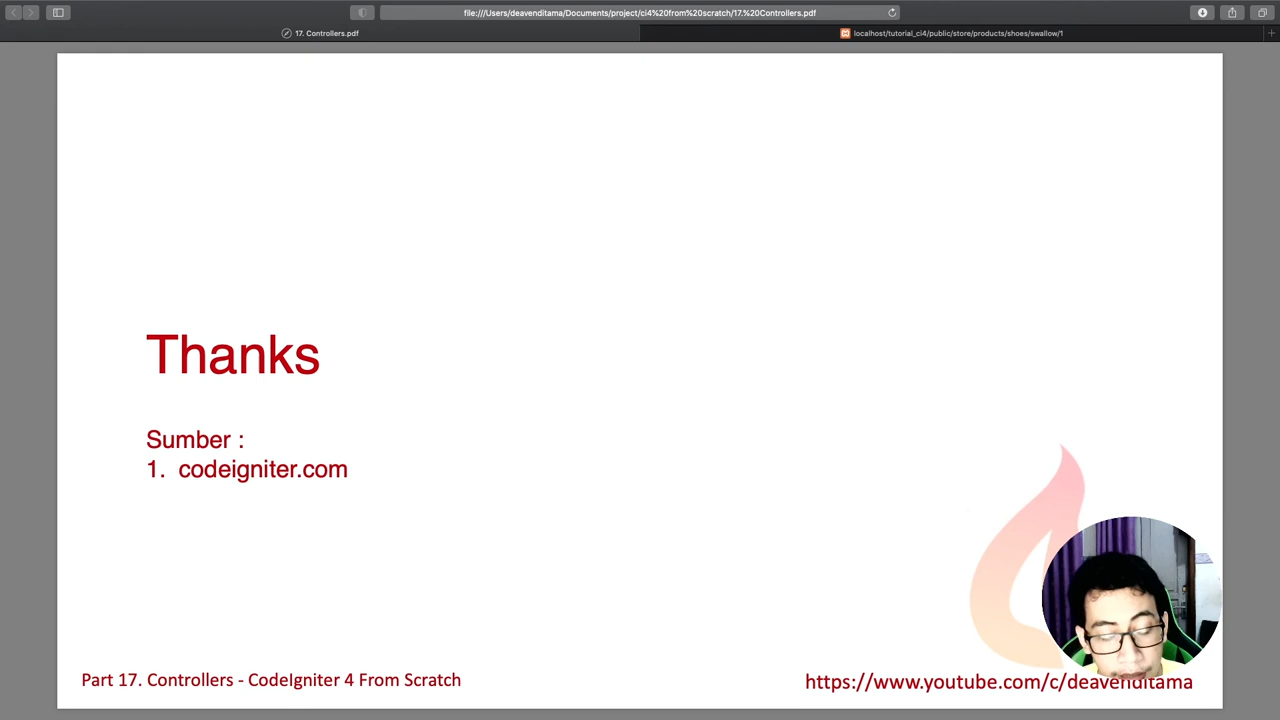 file:///Users/deavenditama/Documents/project/ci4%20from%20scratch/17.%20Controllers.pdf
17. Controllers.pdf
localhost/tutorial_ci4/public/store/products/shoes/swallow/1
Thanks
Sumber :
1. codeigniter.com
Part 17. Controllers - CodeIgniter 4 From Scratch
https://www.youtube.com/c/deavenditama